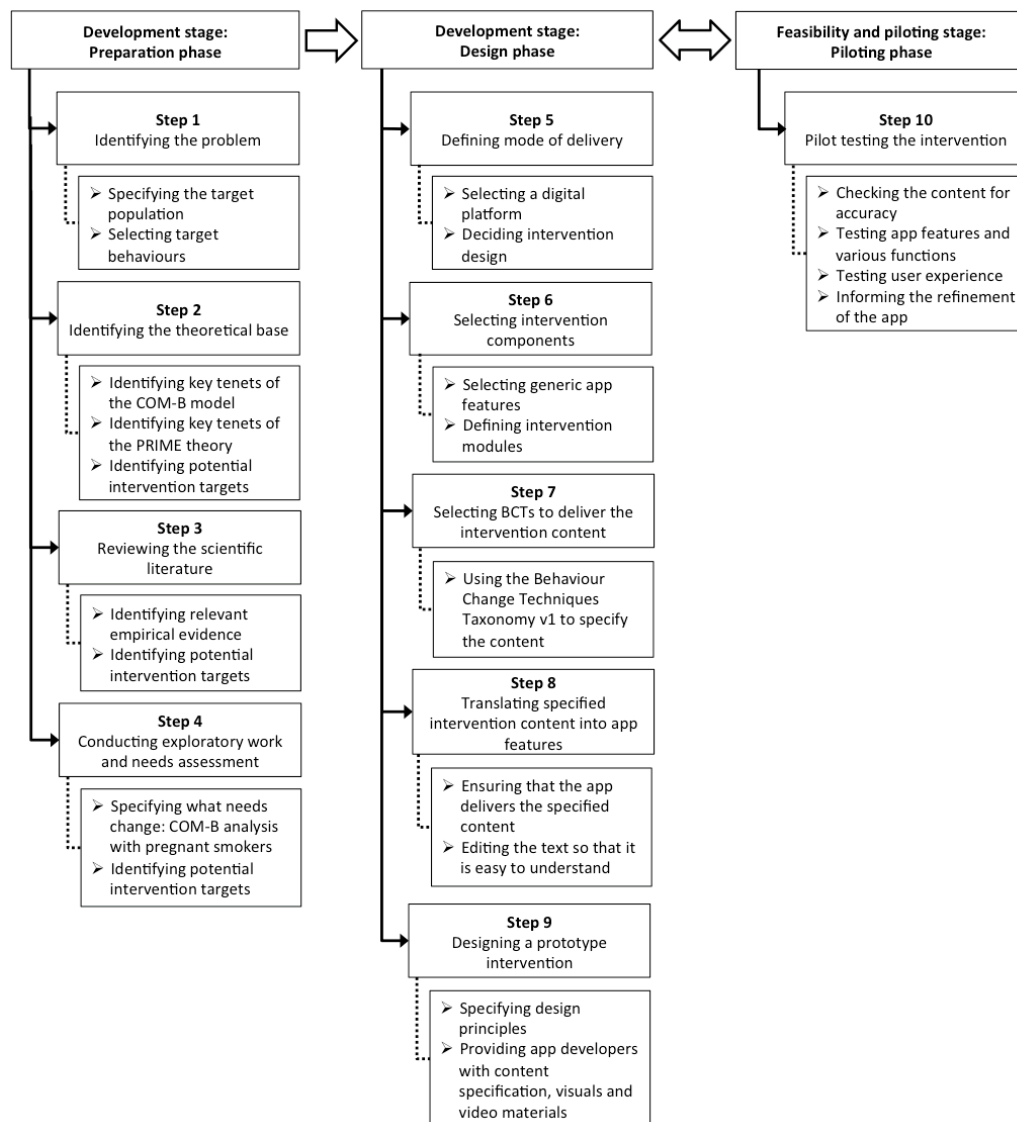 Development stage:
Preparation phase
Development stage:
Design phase
Feasibility and piloting stage:
Piloting phase
Step 1
Identifying the problem
➢ Specifying the target
population
➢ Selecting target
behaviours
Step 2
Identifying the theoretical base
➢ Identifying key tenets of
the COM-B model
➢ Identifying key tenets of
the PRIME theory
➢ Identifying potential
intervention targets
Step 3
Reviewing the scientific
literature
➢ Identifying relevant
empirical evidence
➢ Identifying potential
intervention targets
Step 4
Conducting exploratory work
and needs assessment
➢ Specifying what needs
change: COM-B analysis
with pregnant smokers
➢ Identifying potential
intervention targets
Step 5
Defining mode of delivery
➢ Selecting a digital
platform
➢ Deciding intervention
design
Step 6
Selecting intervention
components
➢ Selecting generic app
features
➢ Defining intervention
modules
Step 7
Selecting BCTs to deliver the
intervention content
➢ Using the Behaviour
Change Techniques
Taxonomy v1 to specify
the content
Step 8
Translating specified
intervention content into app
features
➢ Ensuring that the app
delivers the specified
content
➢ Editing the text so that it
is easy to understand
Step 9
Designing a prototype
intervention
➢ Specifying design
principles
➢ Providing app developers
with content
specification, visuals and
video materials
Step 10
Pilot testing the intervention
➢ Checking the content for
accuracy
➢ Testing app features and
various functions
➢ Testing user experience
➢ Informing the refinement
of the app